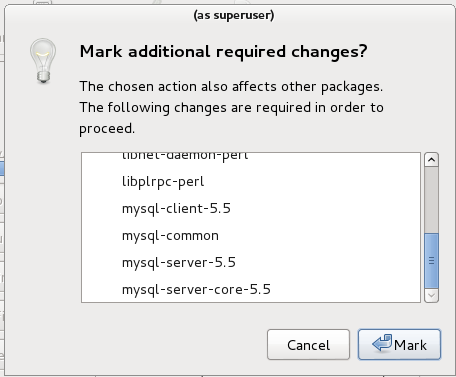 (as superuser)
Mark additional required changes?
The chosen action also affects other packages.
The following changes are required in order to
proceed.
libnet-daemon-perl
libplrpc-perl
mysql-client-5.5
mysql-common
mysql-server-5.5
mysql-server-core-5.5
Cancel
Mark